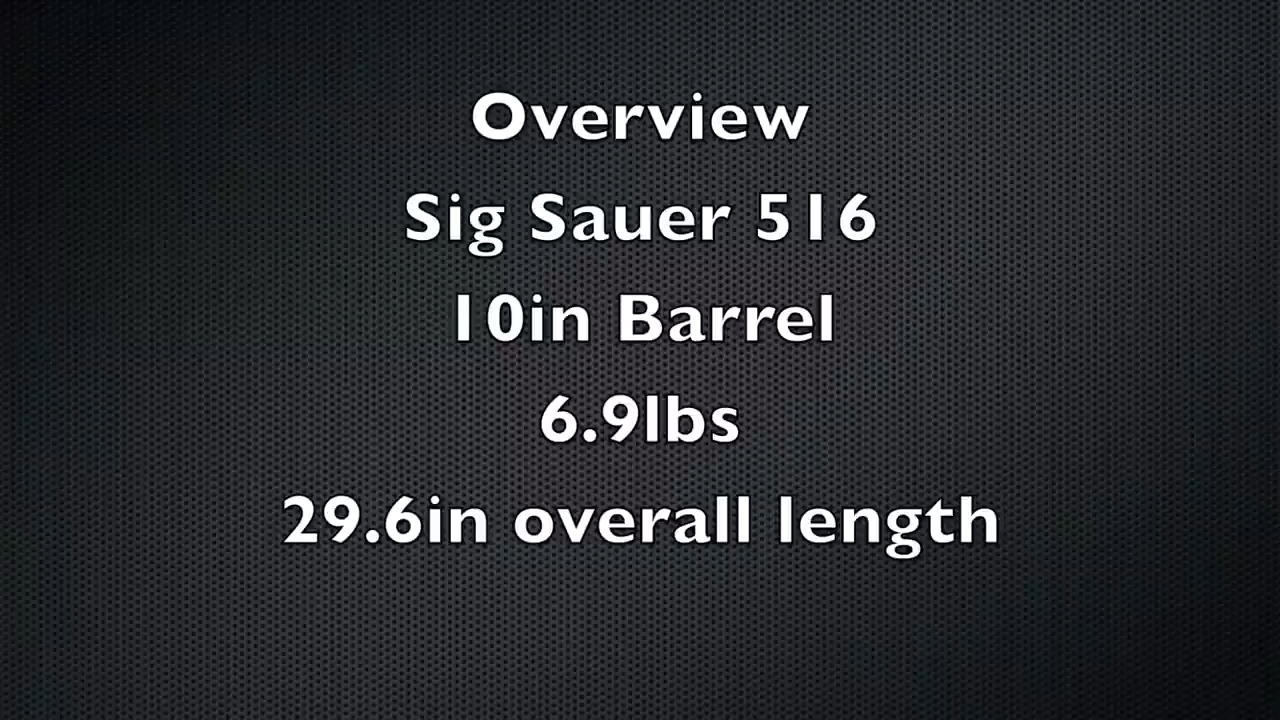 Overview
Sig Sauer 516
10in Barrel
6.9lbs
29.6in overall length